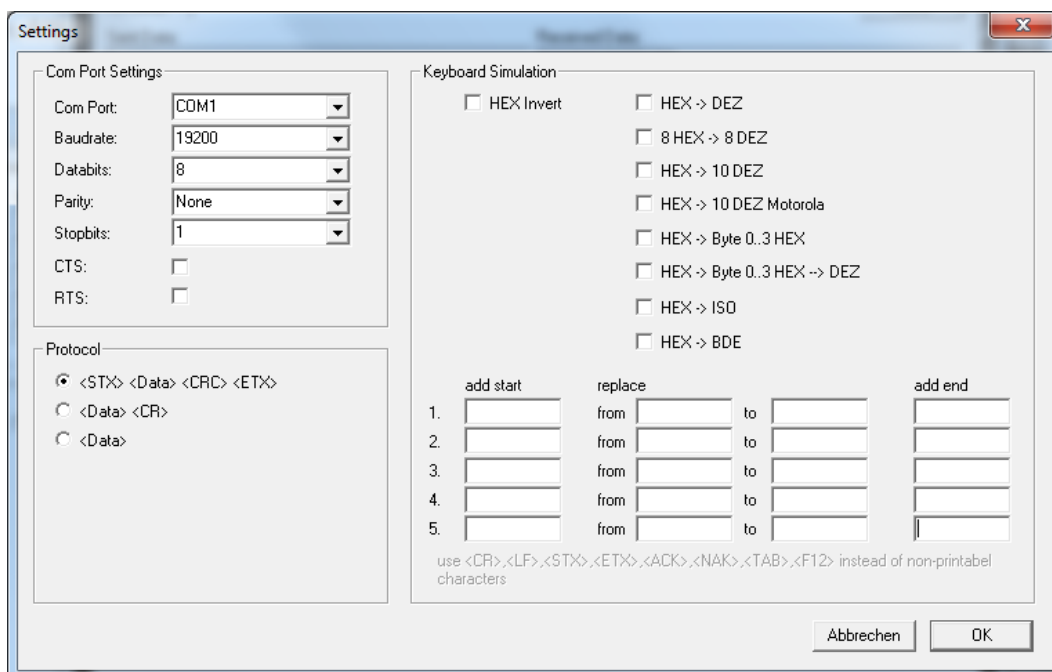 Settings
Com Port Settings
Com Port: COM1
Baudrate: 19200
Databits: 8
Parity: None
Stopbits: 1
CTS:
RTS:
Protocol
<STX> <Data> <CRC> <ETX>
<Data> <CR>
<Data>
Keyboard Simulation
HEX Invert
HEX -> DEZ
8 HEX -> 8 DEZ
HEX -> 10 DEZ
HEX -> 10 DEZ Motorola
HEX -> Byte 0..3 HEX
HEX -> Byte 0..3 HEX --> DEZ
HEX -> ISO
HEX -> BDE
add start replace add end
1. from to
2. from to
3. from to
4. from to
5. from to
use <CR>,<LF>,<STX>,<ETX>,<ACK>,<NAK>,<TAB>,<F12> instead of non-printabel
characters
Abbrechen OK